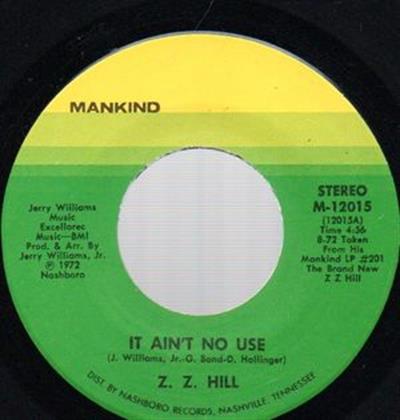 MANKIND
Jerry Williams
Music
Excellorec
Music—BMI
Prod. & Arr. By
Jerry Williams, Jr.
℗ 1972
Nashboro
STEREO
M-12015
(12015A)
Time 4:36
8-72 Taken
From His
Mankind LP #201
The Brand New
Z Z Hill
IT AIN'T NO USE
(J. Williams, Jr.-G. Bond-D. Hollinger)
Z. Z. HILL
DIST. BY NASHBORO RECORDS, NASHVILLE, TENNESSEE